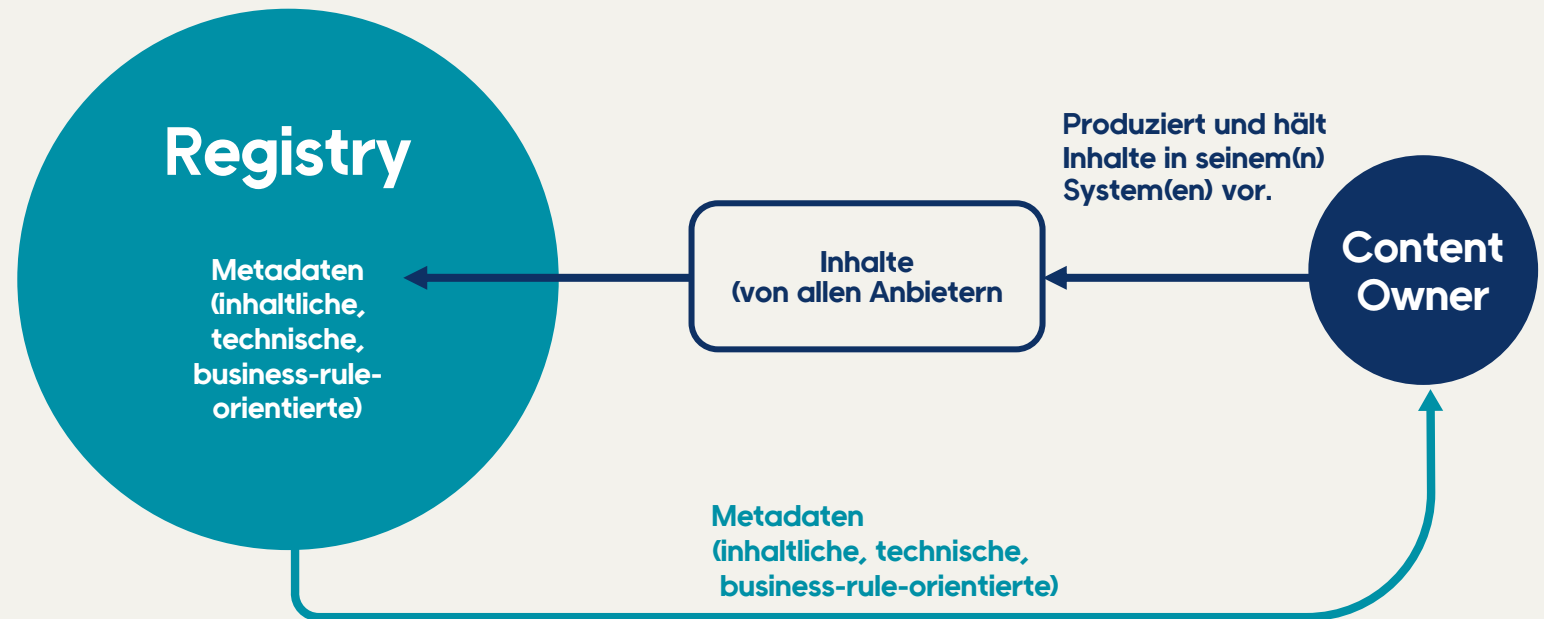 Registry
Metadaten
(inhaltliche,
technische,
business-rule-
orientierte)
Inhalte
(von allen Anbietern
Produziert und hält
Inhalte in seinem(n)
System(en) vor.
Content
Owner
Metadaten
(inhaltliche, technische,
business-rule-orientierte)